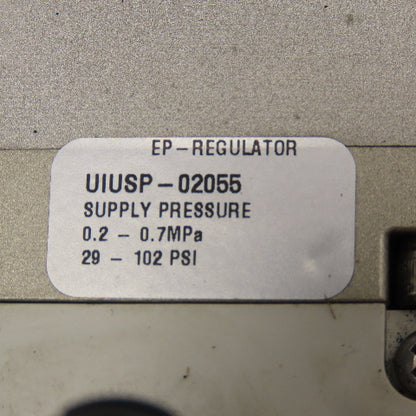 EP-REGULATOR
UIUSP-02055
SUPPLY PRESSURE
0.2 - 0.7MPa
29 - 102 PSI